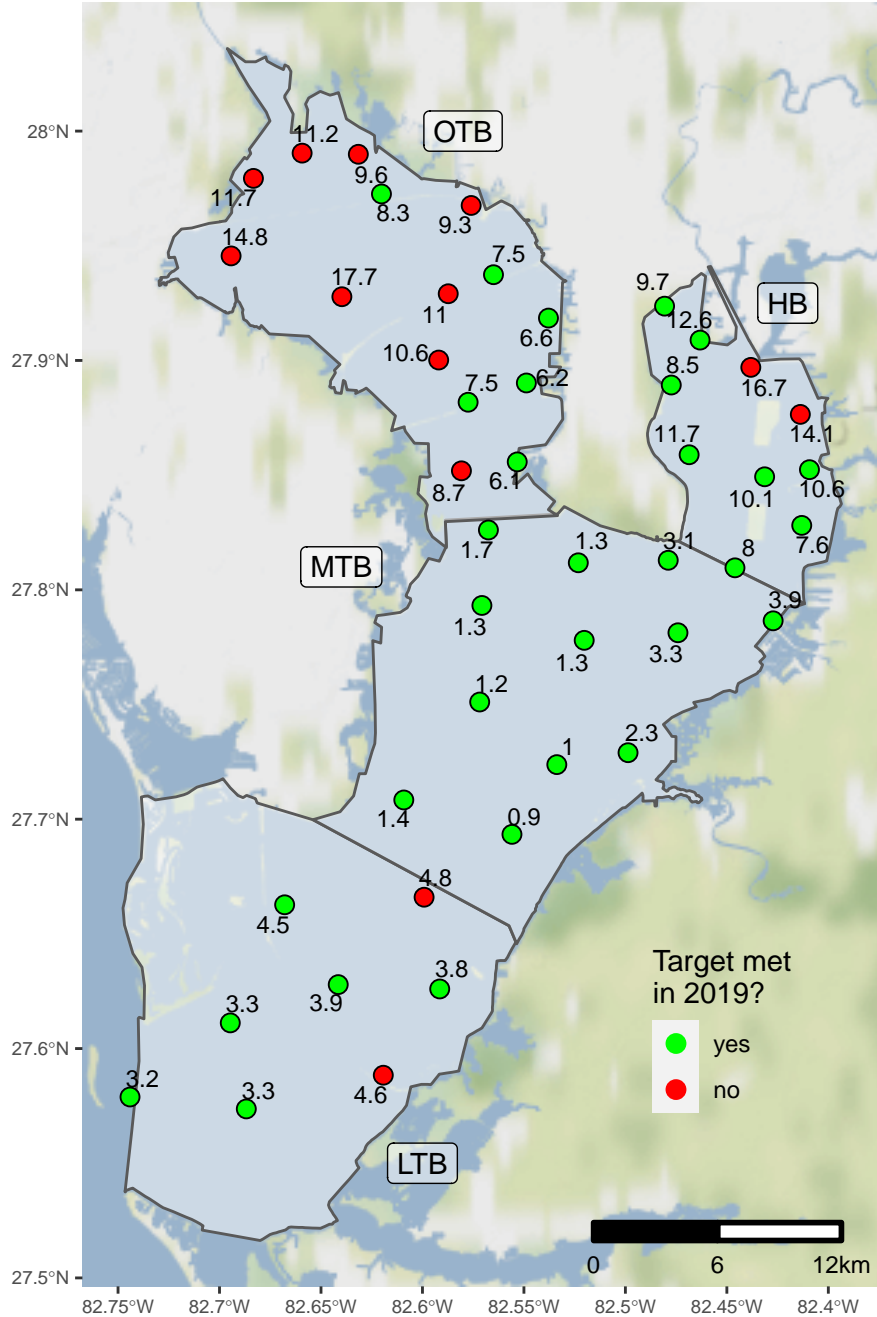 28°N
27.9°N
27.8°N
27.7°N
27.6°N
27.5°N
82.75°W
82.7°W
82.65°W
82.6°W
82.55°W
82.5°W
82.45°W
82.4°W
OTB
11.2
9.6
11.7
8.3
9.3
14.8
7.5
17.7
11
6.6
10.6
6.2
7.5
8.7
6.1
HB
9.7
12.6
8.5
16.7
11.7
14.1
10.1
10.6
7.6
8
MTB
1.7
1.3
3.1
3.9
1.3
1.3
3.3
1.2
1
2.3
1.4
0.9
4.8
4.5
3.9
3.8
3.3
3.2
3.3
4.6
LTB
Target met
in 2019?
yes
no
0
6
12km